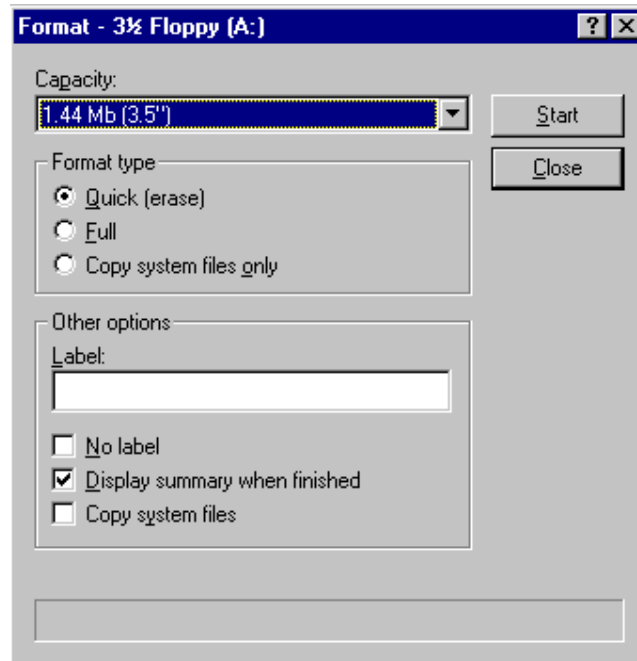 Format - 3½ Floppy (A:)
Capacity:
1.44 Mb (3.5")
Start
Close
Format type
Quick (erase)
Full
Copy system files only
Other options
Label:
No label
Display summary when finished
Copy system files